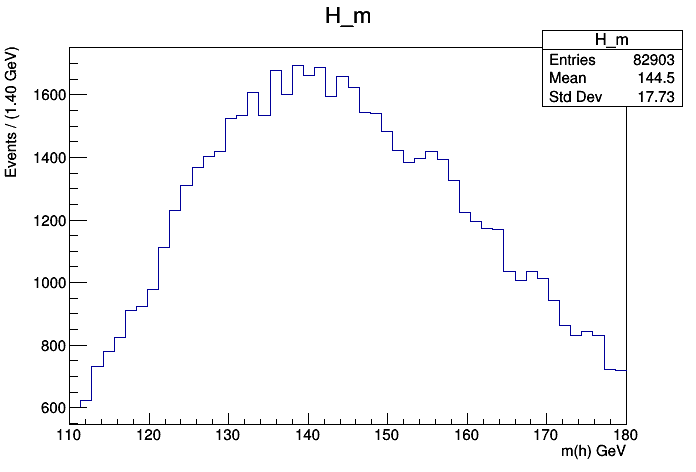 H_m
H_m
Entries 82903
Mean 144.5
Std Dev 17.73
Events / (1.40 GeV)
1600
1400
1200
1000
800
600
110 120 130 140 150 160 170 180
m(h) GeV